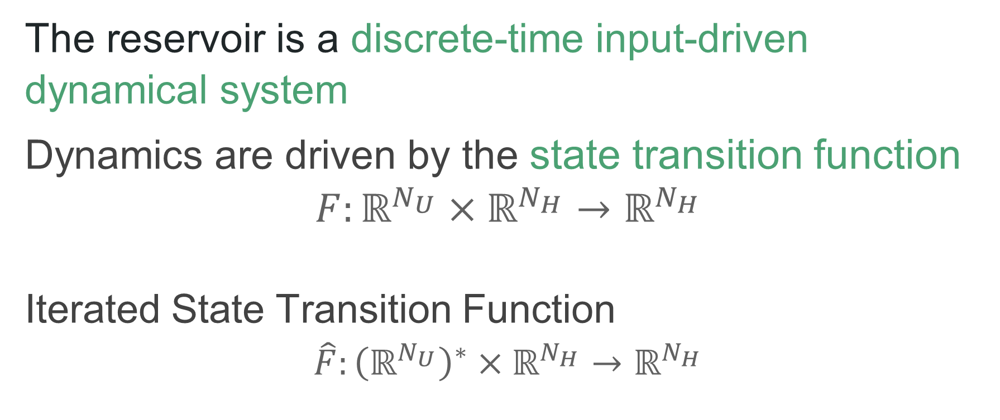 The reservoir is a discrete-time input-driven
dynamical system
Dynamics are driven by the state transition function
$F: \mathbb{R}^{N_U} \times \mathbb{R}^{N_H} \rightarrow \mathbb{R}^{N_H}$
Iterated State Transition Function
$\hat{F}: (\mathbb{R}^{N_U})^* \times \mathbb{R}^{N_H} \rightarrow \mathbb{R}^{N_H}$